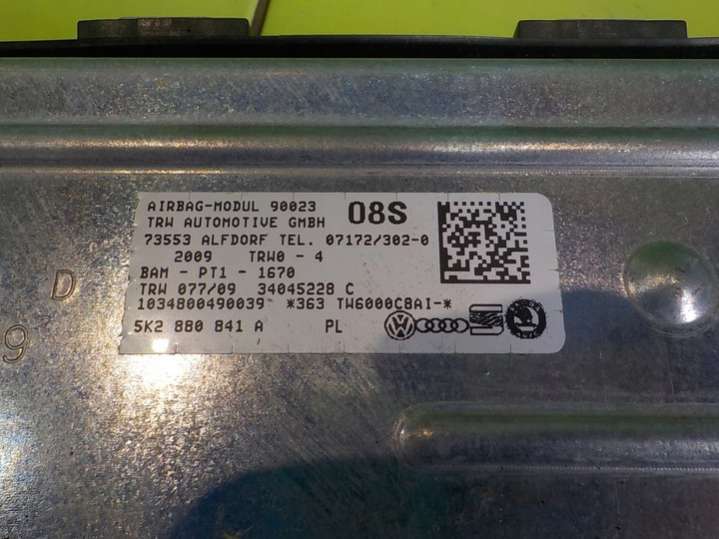 AIRBAG-MODUL 90023 08S
TRW AUTOMOTIVE GMBH
73553 ALFDORF TEL. 07172/302-0
2009 TRW0 - 4
BAM - PT1 - 1670
TRW 077/09 34045228 C
1034800490039 *363 TW6000CBAI-*
5K2 880 841 A PL
D
9